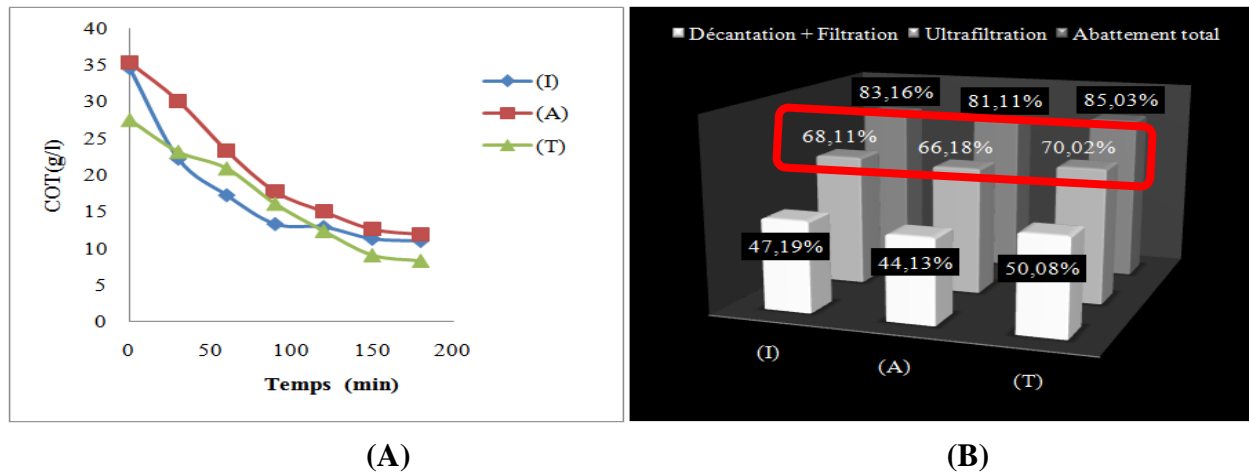 40
35
30
25
20
15
10
5
0
COT(g/l)
0 50 100 150 200
Temps (min)
(I)
(A)
(T)
(A)
Décantation + Filtration Ultrafiltration Abattement total
83,16% 81,11% 85,03%
68,11% 66,18% 70,02%
47,19% 44,13% 50,08%
(I) (A) (T)
(B)